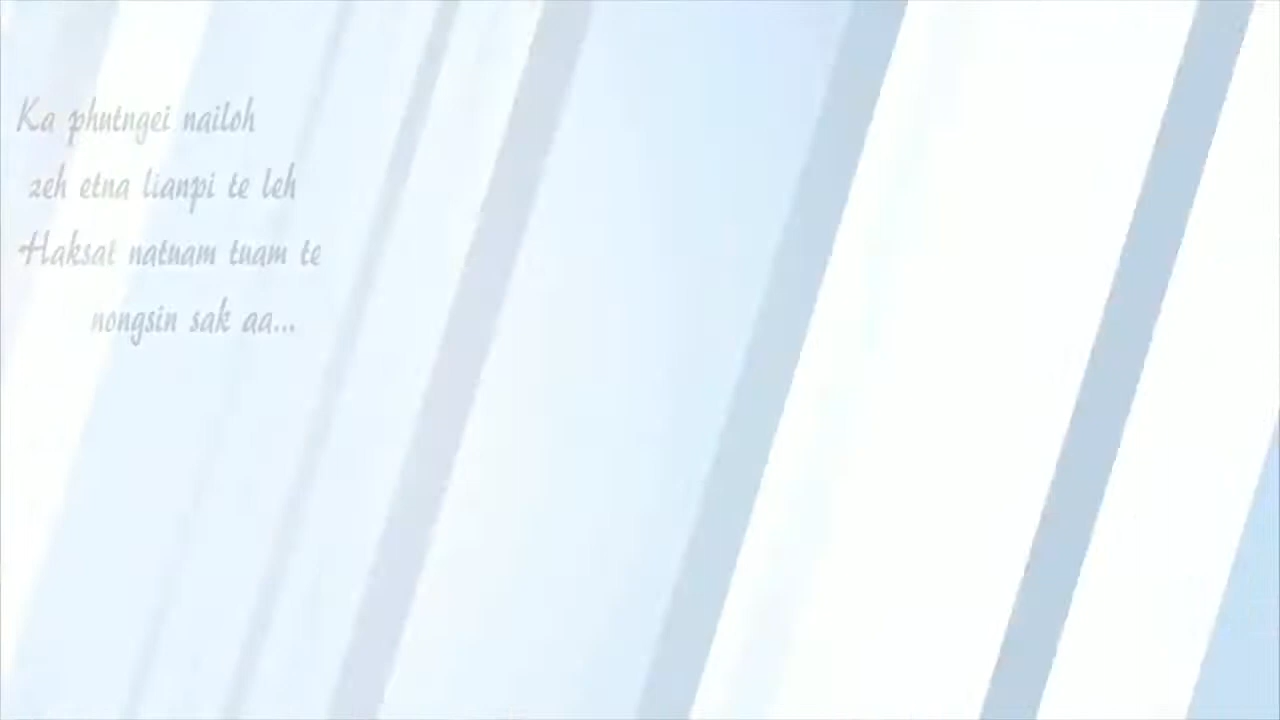 Ka phutngei nailoh
zeh etna lianpi te leh
Haksat natuam tuam te
nongsin sak aa...